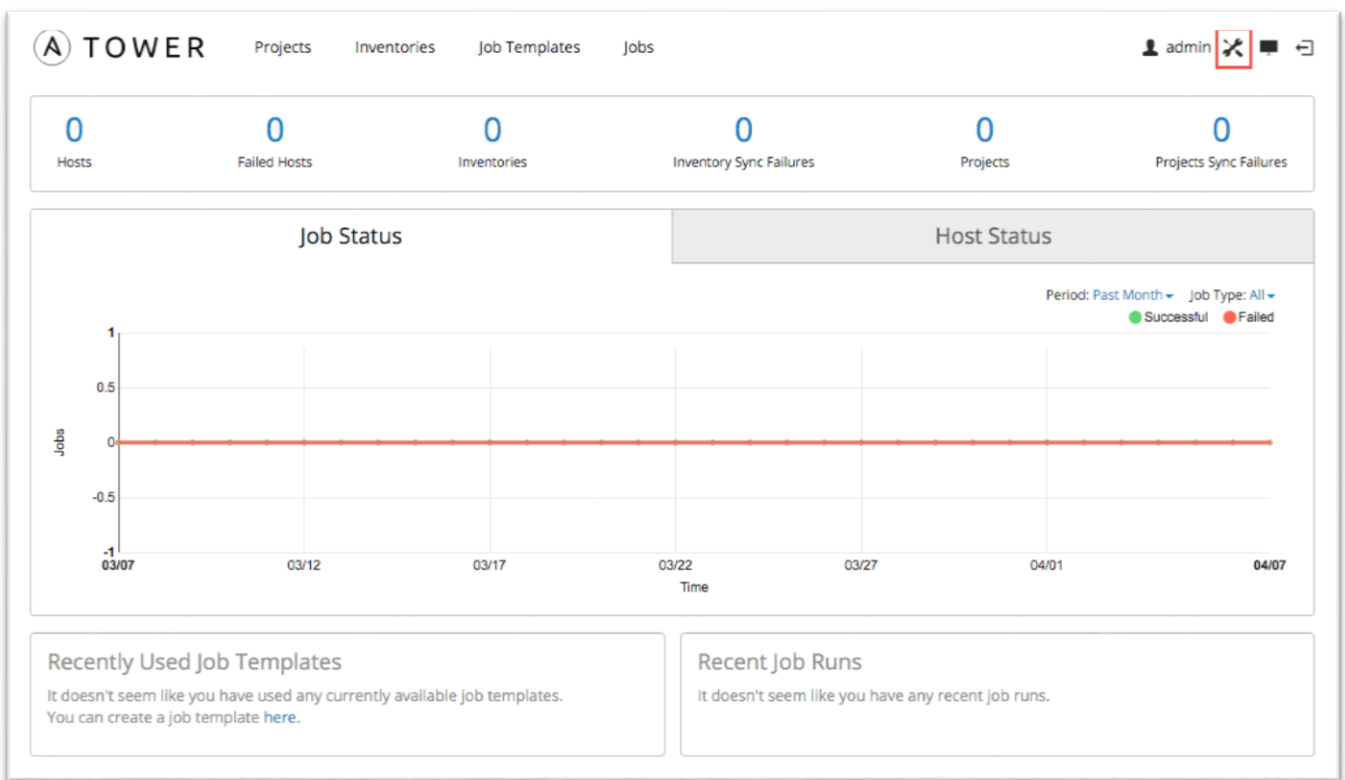 A TOWER Projects Inventories Job Templates Jobs admin
0 0 0 0 0 0
Hosts Failed Hosts Inventories Inventory Sync Failures Projects Projects Sync Failures
Job Status Host Status
Period: Past Month Job Type: All
Successful Failed
1
0.5
0
-0.5
-1
Jobs
03/07 03/12 03/17 03/22 03/27 04/01 04/07
Time
Recently Used Job Templates
It doesn't seem like you have used any currently available job templates.
You can create a job template here.
Recent Job Runs
It doesn't seem like you have any recent job runs.